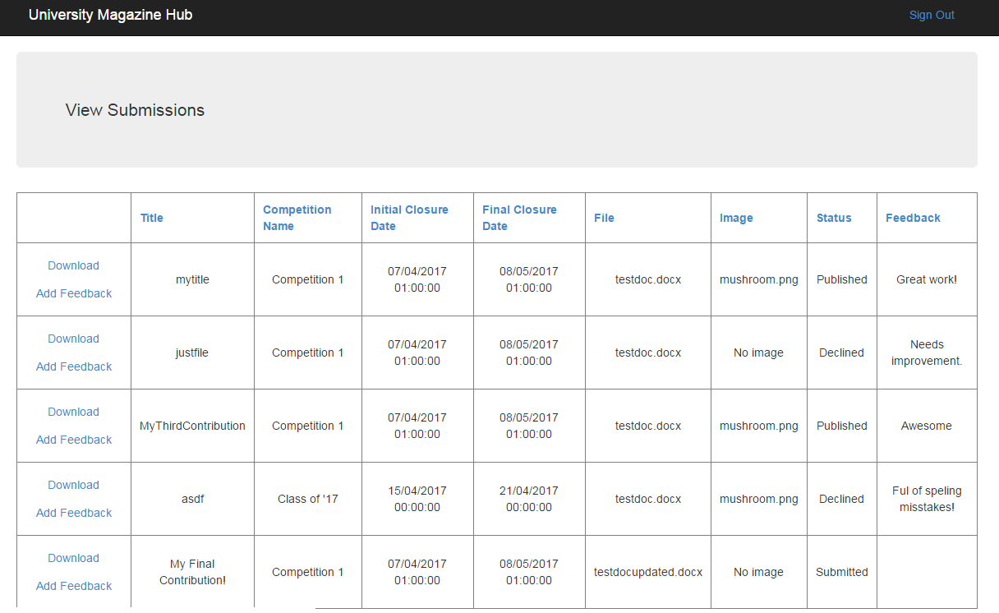 University Magazine Hub
Sign Out
View Submissions
Title
Competition
Name
Initial Closure
Date
Final Closure
Date
File
Image
Status
Feedback
Download
Add Feedback
mytitle
Competition 1
07/04/2017
01:00:00
08/05/2017
01:00:00
testdoc.docx
mushroom.png
Published
Great work!
Download
Add Feedback
justfile
Competition 1
07/04/2017
01:00:00
08/05/2017
01:00:00
testdoc.docx
No image
Declined
Needs
improvement.
Download
Add Feedback
MyThirdContribution
Competition 1
07/04/2017
01:00:00
08/05/2017
01:00:00
testdoc.docx
mushroom.png
Published
Awesome
Download
Add Feedback
asdf
Class of '17
15/04/2017
00:00:00
21/04/2017
00:00:00
testdoc.docx
mushroom.png
Declined
Ful of speling
misstakes!
Download
Add Feedback
My Final
Contribution!
Competition 1
07/04/2017
01:00:00
08/05/2017
01:00:00
testdocupdated.docx
No image
Submitted